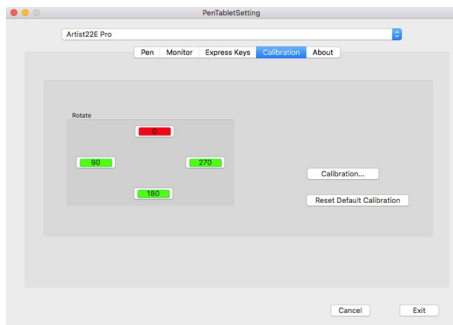 PenTabletSetting
Artist22E Pro
Pen Monitor Express Keys Calibration About
Rotate
0
90 270
180
Calibration...
Reset Default Calibration
Cancel Exit